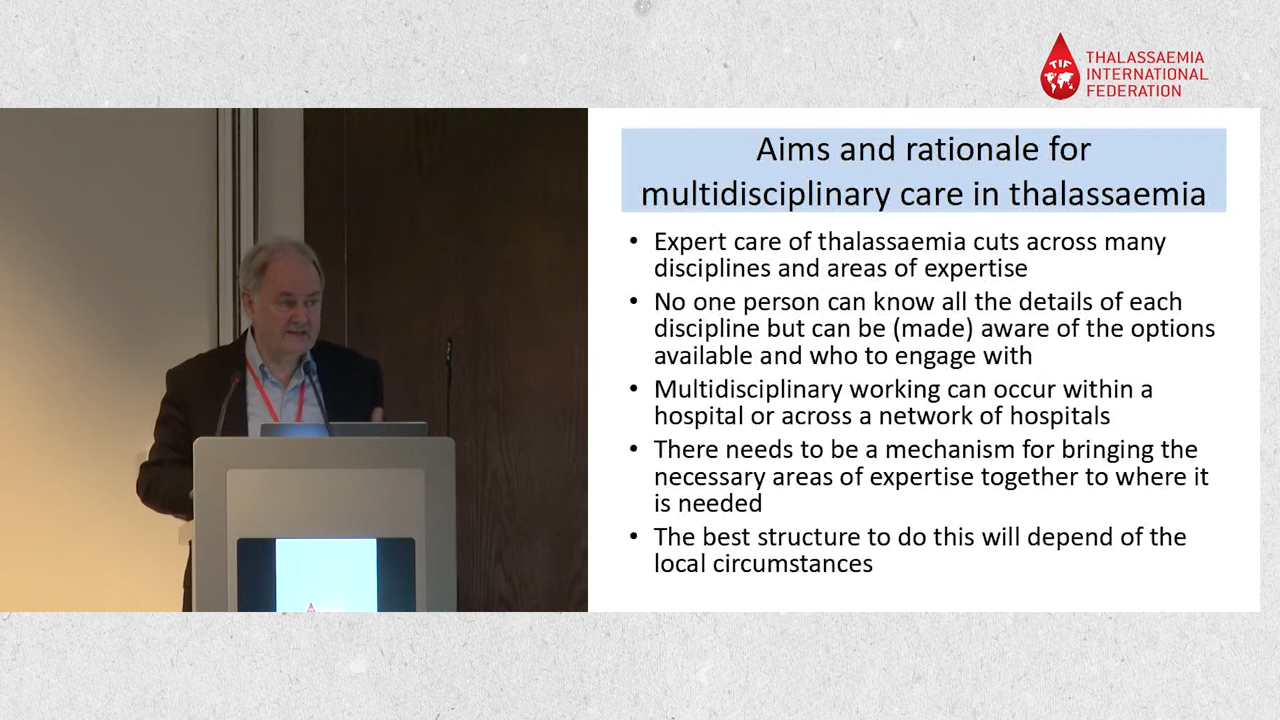 TIF
THALASSAEMIA
INTERNATIONAL
FEDERATION
Aims and rationale for
multidisciplinary care in thalassaemia
• Expert care of thalassaemia cuts across many
disciplines and areas of expertise
• No one person can know all the details of each
discipline but can be (made) aware of the options
available and who to engage with
• Multidisciplinary working can occur within a
hospital or across a network of hospitals
• There needs to be a mechanism for bringing the
necessary areas of expertise together to where it
is needed
• The best structure to do this will depend of the
local circumstances